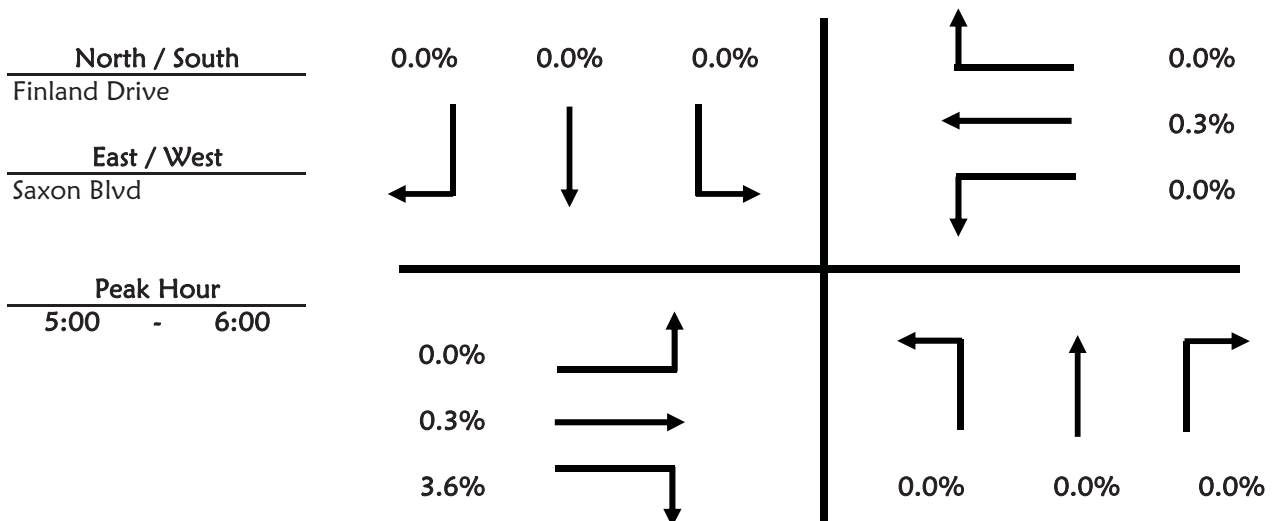 North / South
Finland Drive
East / West
Saxon Blvd
Peak Hour
5:00 - 6:00
0.0% 0.0% 0.0%
0.0%
0.3%
0.0%
0.0%
0.3%
3.6%
0.0% 0.0% 0.0%